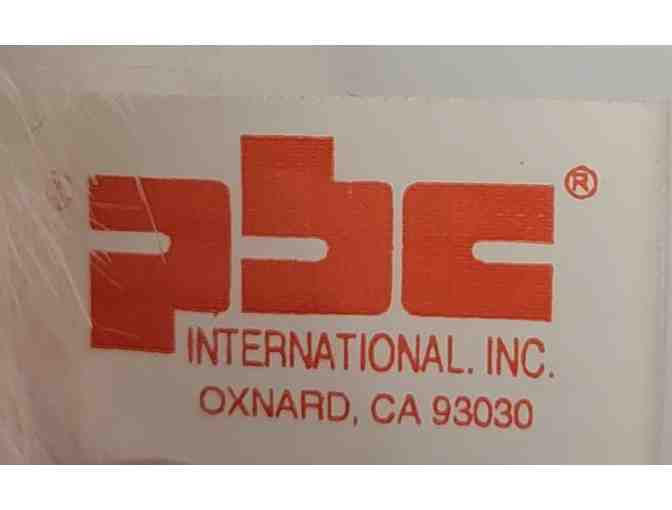 pbc®
INTERNATIONAL. INC.
OXNARD, CA 93030